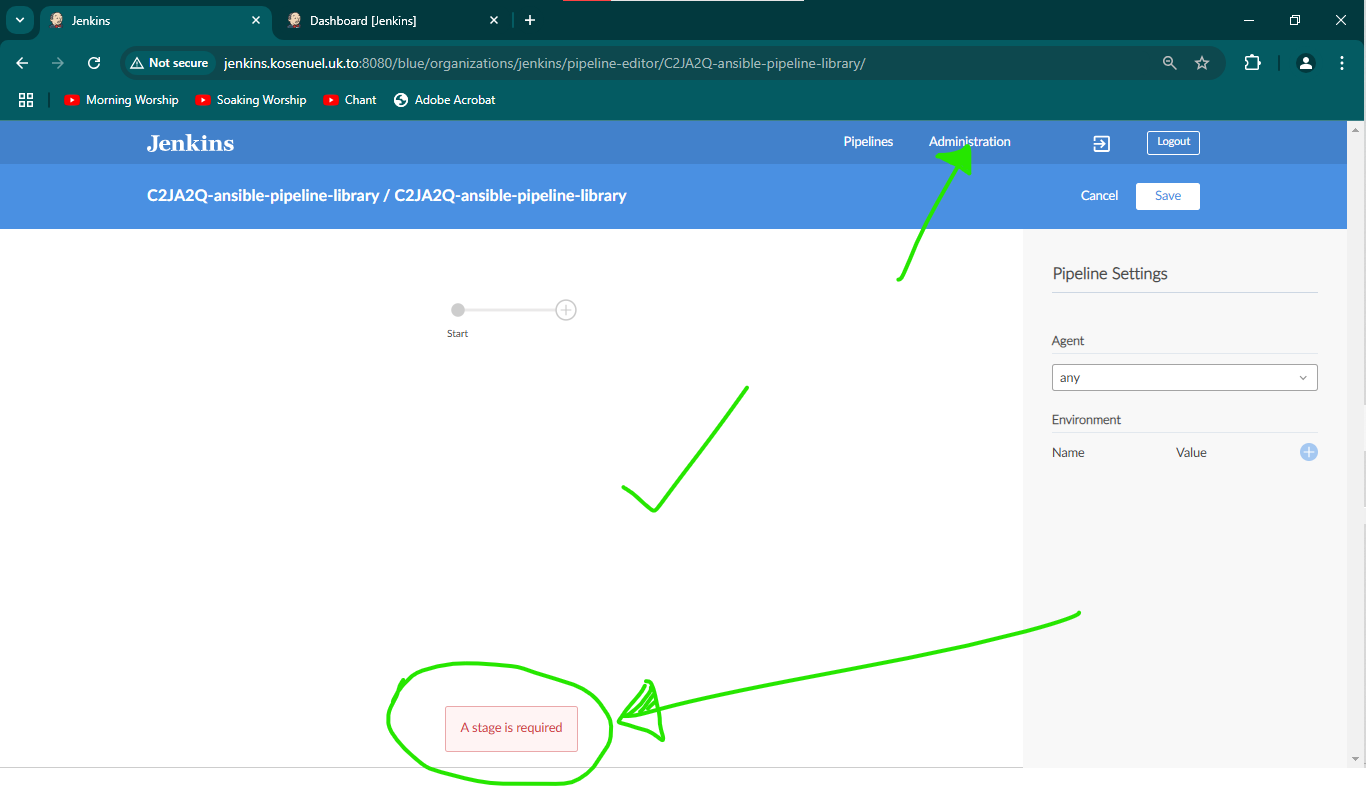 Jenkins
Dashboard [Jenkins]
Not secure
jenkins.kosenuel.uk.to:8080/blue/organizations/jenkins/pipeline-editor/C2JA2Q-ansible-pipeline-library/
Morning Worship
Soaking Worship
Chant
Adobe Acrobat
Jenkins
Pipelines
Administration
Logout
C2JA2Q-ansible-pipeline-library / C2JA2Q-ansible-pipeline-library
Cancel
Save
Pipeline Settings
Start
Agent
any
Environment
Name
Value
A stage is required